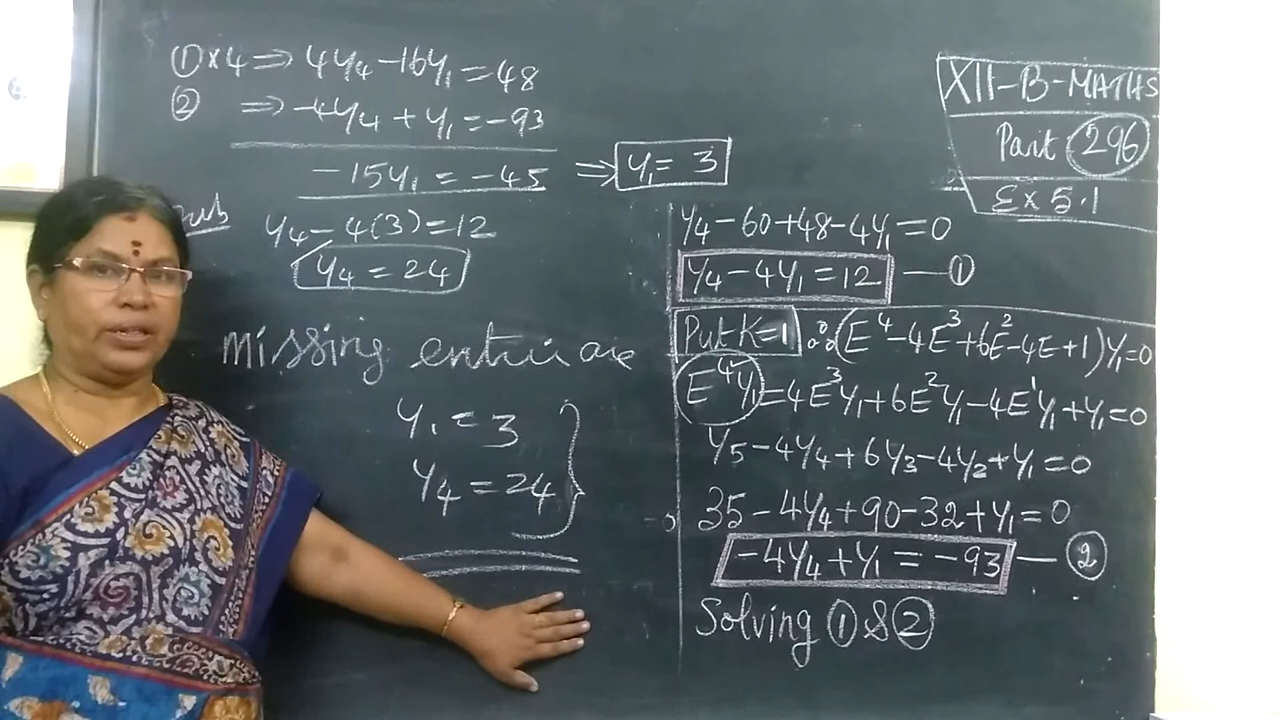 ①×4 ⇒ 4y₄ - 16y₁ = 48
② ⇒ -4y₄ + y₁ = -93
-15y₁ = -45 ⇒ y₁ = 3
Sub
y₄ - 4(3) = 12
y₄ = 24
Missing entries are
y₁ = 3
y₄ = 24
XII-B-MATHS
Part 296
Ex 5.1
y₄ - 60 + 48 - 4y₁ = 0
y₄ - 4y₁ = 12 — ①
Put K=1 ∴ (E⁴ - 4E³ + 6E² - 4E + 1)y₁ = 0
E⁴y₁ = 4E³y₁ + 6E²y₁ - 4E¹y₁ + y₁ = 0
y₅ - 4y₄ + 6y₃ - 4y₂ + y₁ = 0
35 - 4y₄ + 90 - 32 + y₁ = 0
-4y₄ + y₁ = -93 — ②
Solving ① & ②